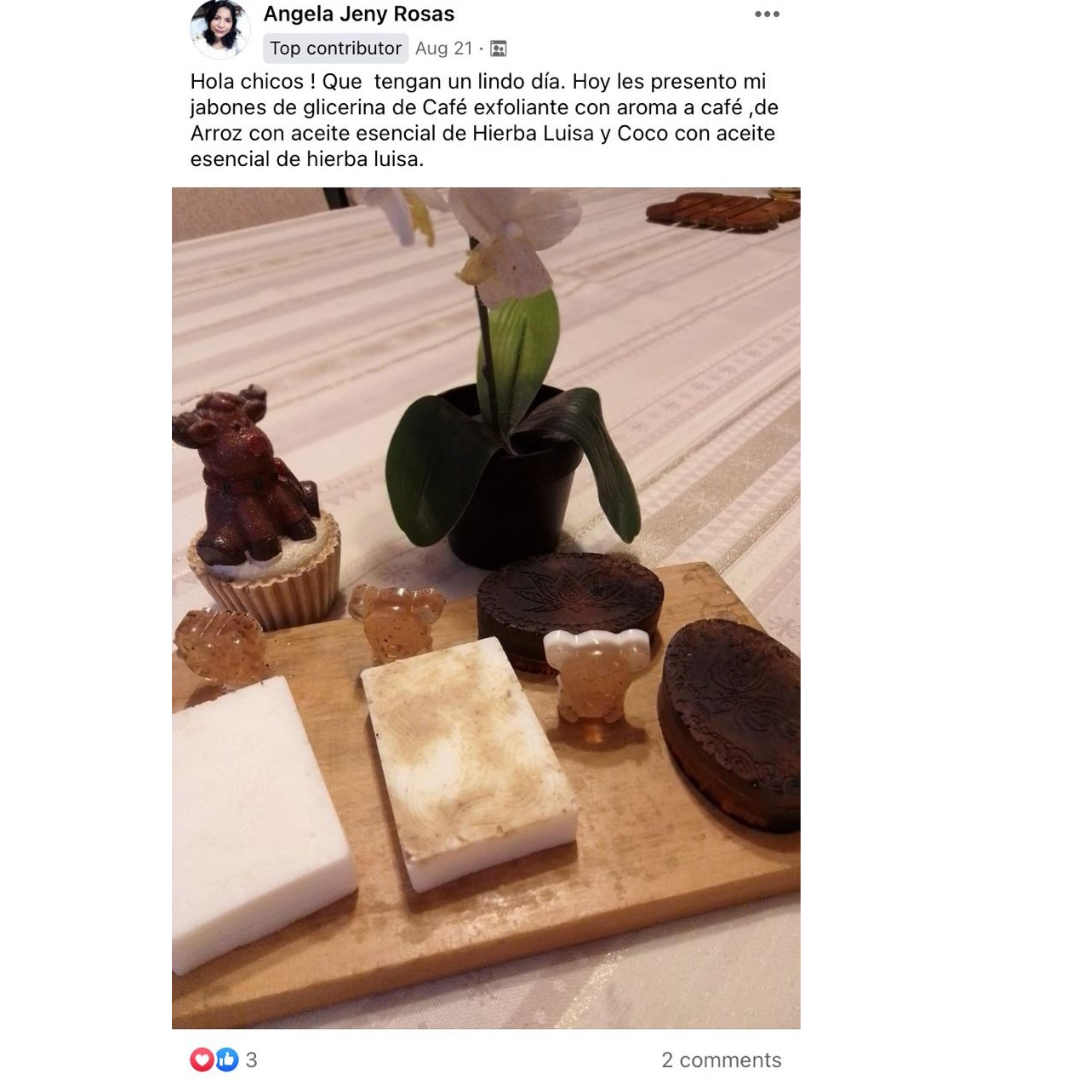 Angela Jeny Rosas
Top contributor Aug 21 ·
Hola chicos ! Que  tengan un lindo día. Hoy les presento mi
jabones de glicerina de Café exfoliante con aroma a café ,de
Arroz con aceite esencial de Hierba Luisa y Coco con aceite
esencial de hierba luisa.
3 2 comments